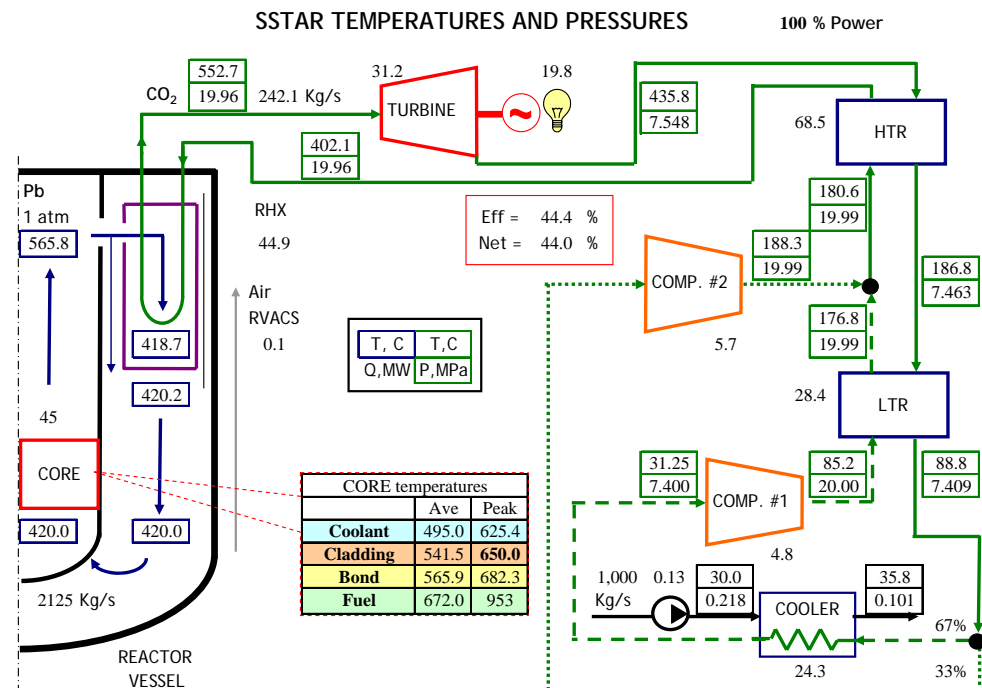 SSTAR TEMPERATURES AND PRESSURES
100 % Power
552.7
19.96
CO₂
242.1 Kg/s
31.2
TURBINE
~
19.8
435.8
7.548
68.5
HTR
402.1
19.96
Pb
1 atm
565.8
RHX
44.9
Eff = 44.4 %
Net = 44.0 %
180.6
19.99
188.3
19.99
COMP. #2
5.7
186.8
7.463
176.8
19.99
Air
RVACS
0.1
418.7
420.2
T, C
T,C
Q,MW
P,MPa
28.4
LTR
45
CORE
420.0
420.0
2125 Kg/s
REACTOR
VESSEL
CORE temperatures
Ave Peak
Coolant 495.0 625.4
Cladding 541.5 650.0
Bond 565.9 682.3
Fuel 672.0 953
31.25
7.400
COMP. #1
4.8
85.2
20.00
88.8
7.409
1,000
Kg/s
0.13
30.0
0.218
COOLER
24.3
35.8
0.101
67%
33%